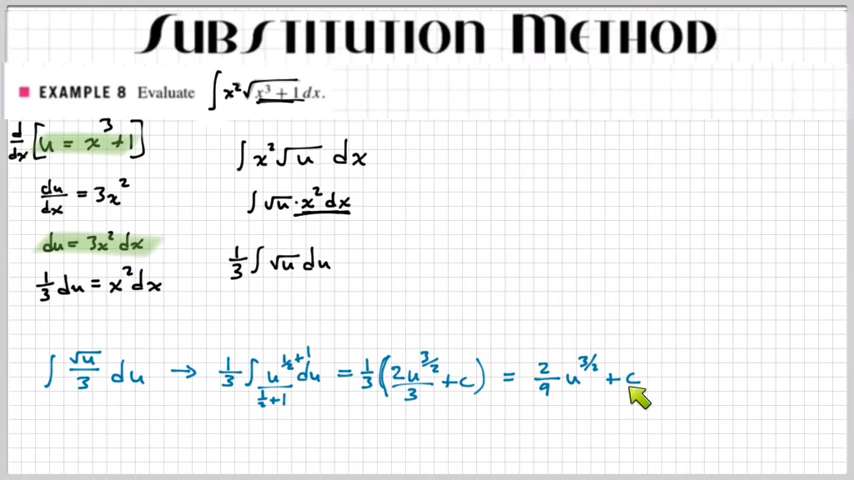 SUBSTITUTION METHOD
EXAMPLE 8 Evaluate ∫ x² √(x³ + 1) dx.
d/dx [u = x³ + 1]
∫ x² √u dx
du/dx = 3x²
∫ √u · x² dx
du = 3x² dx
1/3 ∫ √u du
1/3 du = x² dx
∫ √u/3 du → 1/3 ∫ u^(1/2+1)/(1/2+1) du = 1/3 (2u^(3/2)/3 + c) = 2/9 u^(3/2) + c